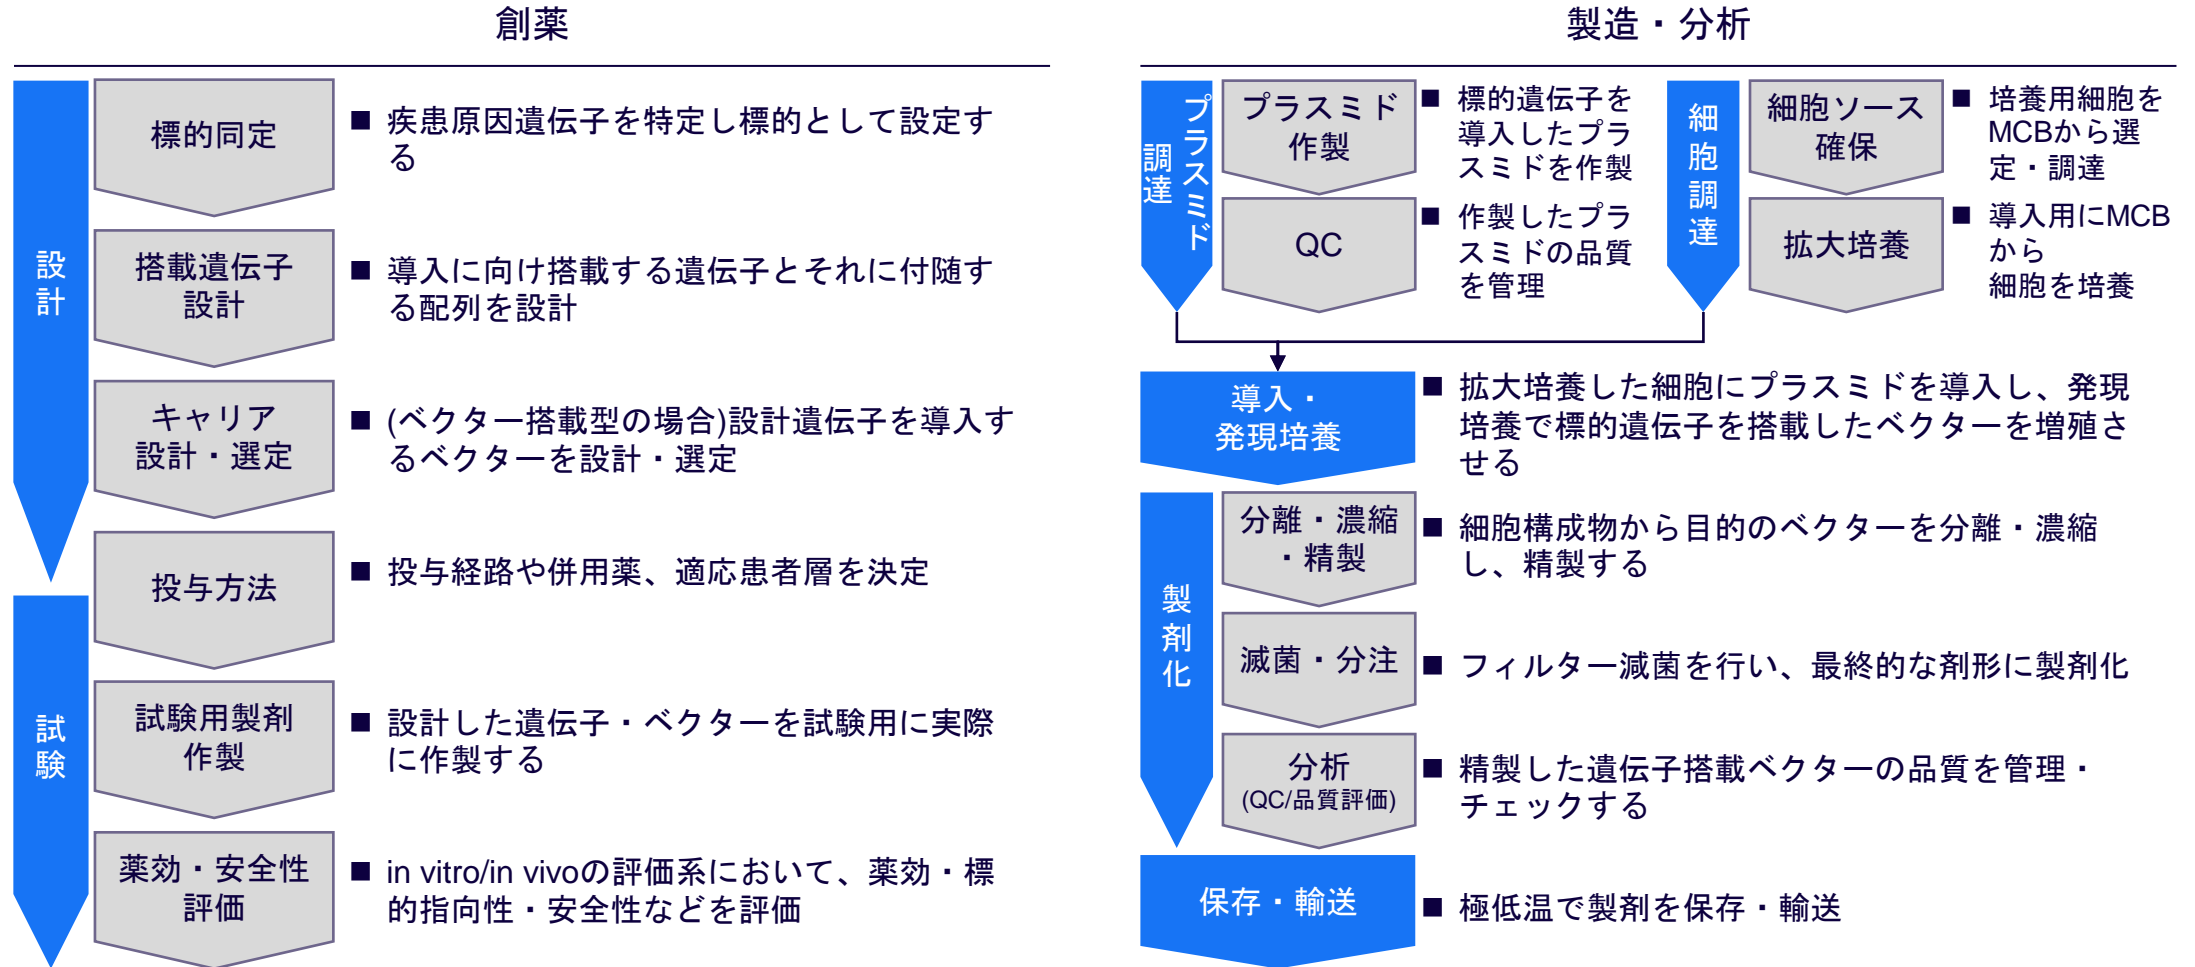 創薬
設計
標的同定
■ 疾患原因遺伝子を特定し標的として設定す
る
搭載遺伝子
設計
■ 導入に向け搭載する遺伝子とそれに付随す
る配列を設計
キャリア
設計・選定
■ (ベクター搭載型の場合)設計遺伝子を導入す
るベクターを設計・選定
投与方法
■ 投与経路や併用薬、適応患者層を決定
試験
試験用製剤
作製
■ 設計した遺伝子・ベクターを試験用に実際
に作製する
薬効・安全性
評価
■ in vitro/in vivoの評価系において、薬効・標
的指向性・安全性などを評価
製造・分析
プラスミド
調達
プラスミド
作製
■ 標的遺伝子を
導入したプラ
スミドを作製
QC
■ 作製したプラ
スミドの品質
を管理
細胞調達
細胞ソース
確保
■ 培養用細胞を
MCBから選
定・調達
拡大培養
■ 導入用にMCB
から
細胞を培養
導入・
発現培養
■ 拡大培養した細胞にプラスミドを導入し、発現
培養で標的遺伝子を搭載したベクターを増殖さ
せる
製剤化
分離・濃縮
・精製
■ 細胞構成物から目的のベクターを分離・濃縮
し、精製する
滅菌・分注
■ フィルター滅菌を行い、最終的な剤形に製剤化
分析
(QC/品質評価)
■ 精製した遺伝子搭載ベクターの品質を管理・
チェックする
保存・輸送
■ 極低温で製剤を保存・輸送